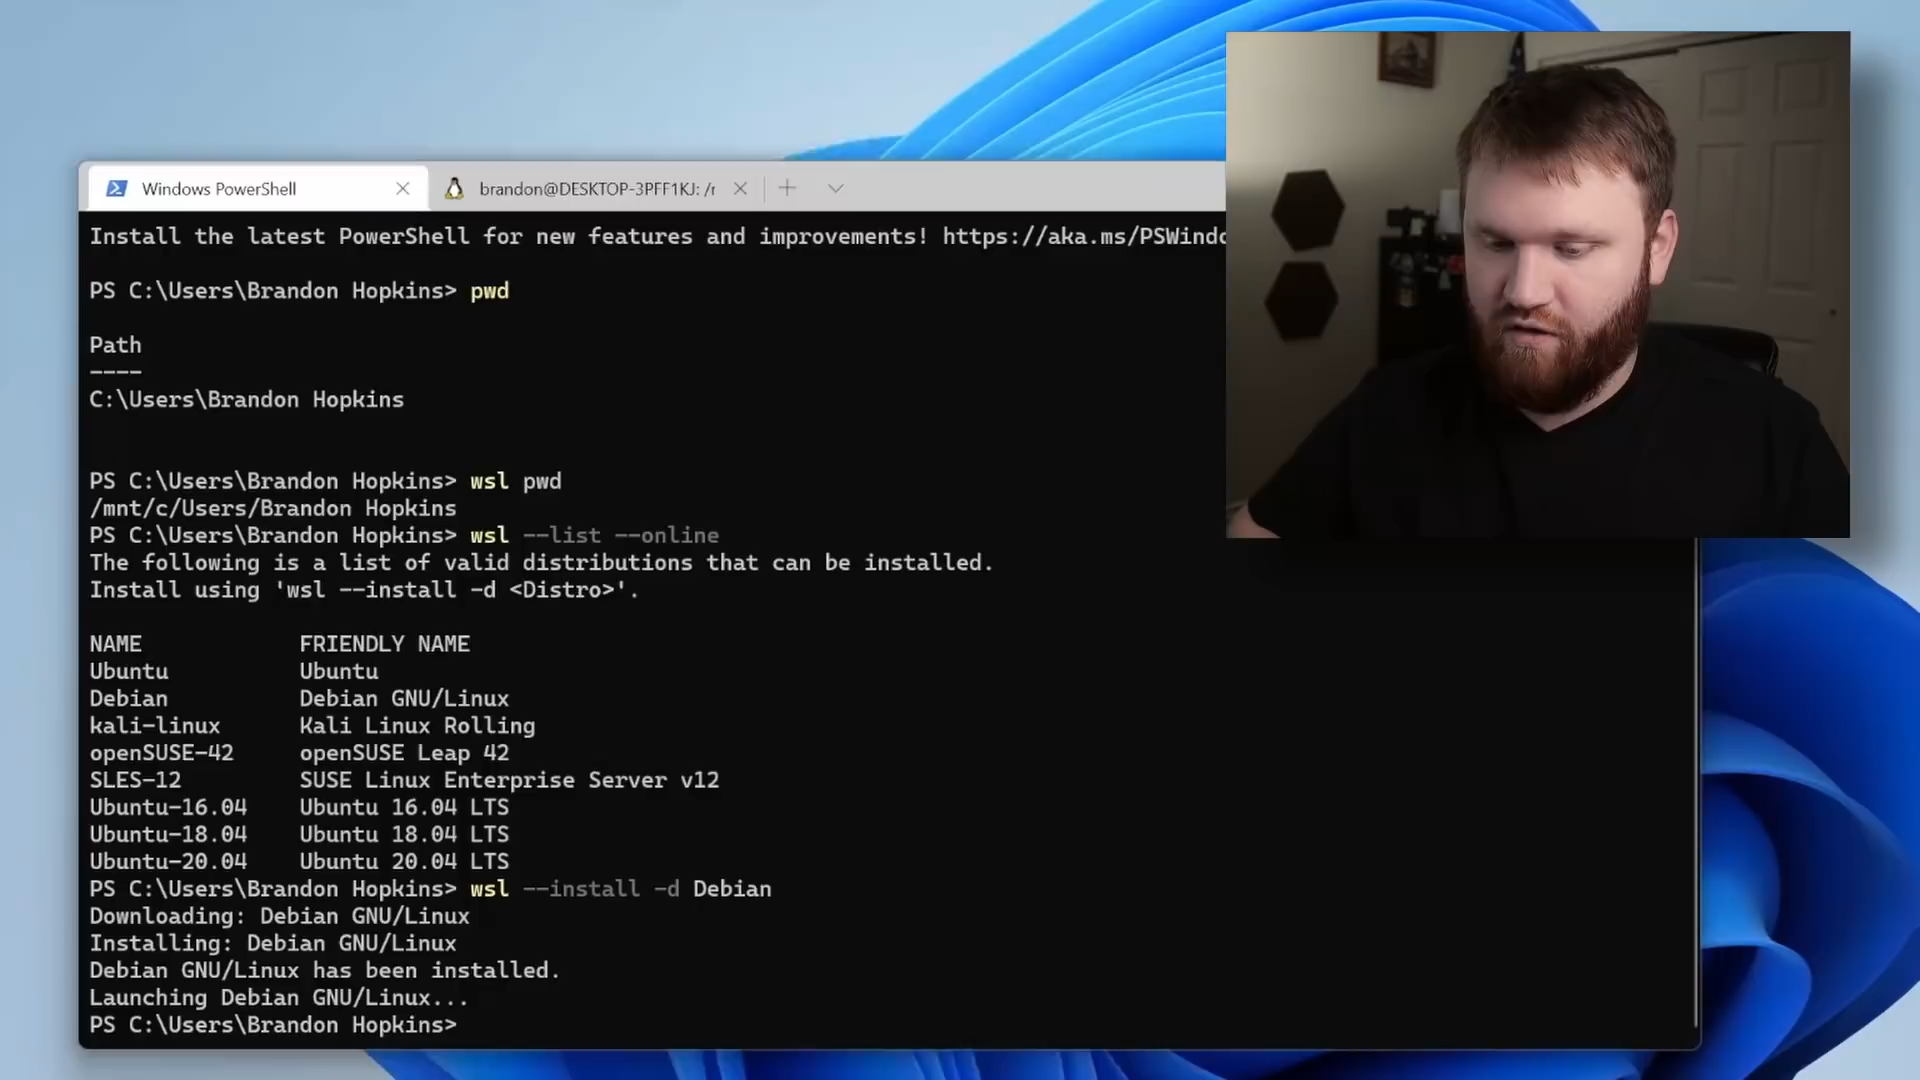 Windows PowerShell
brandon@DESKTOP-3PFF1KJ: /r
Install the latest PowerShell for new features and improvements! https://aka.ms/PSWindo
PS C:\Users\Brandon Hopkins> pwd
Path
----
C:\Users\Brandon Hopkins
PS C:\Users\Brandon Hopkins> wsl pwd
/mnt/c/Users/Brandon Hopkins
PS C:\Users\Brandon Hopkins> wsl --list --online
The following is a list of valid distributions that can be installed.
Install using 'wsl --install -d <Distro>'.
NAME FRIENDLY NAME
Ubuntu Ubuntu
Debian Debian GNU/Linux
kali-linux Kali Linux Rolling
openSUSE-42 openSUSE Leap 42
SLES-12 SUSE Linux Enterprise Server v12
Ubuntu-16.04 Ubuntu 16.04 LTS
Ubuntu-18.04 Ubuntu 18.04 LTS
Ubuntu-20.04 Ubuntu 20.04 LTS
PS C:\Users\Brandon Hopkins> wsl --install -d Debian
Downloading: Debian GNU/Linux
Installing: Debian GNU/Linux
Debian GNU/Linux has been installed.
Launching Debian GNU/Linux...
PS C:\Users\Brandon Hopkins>